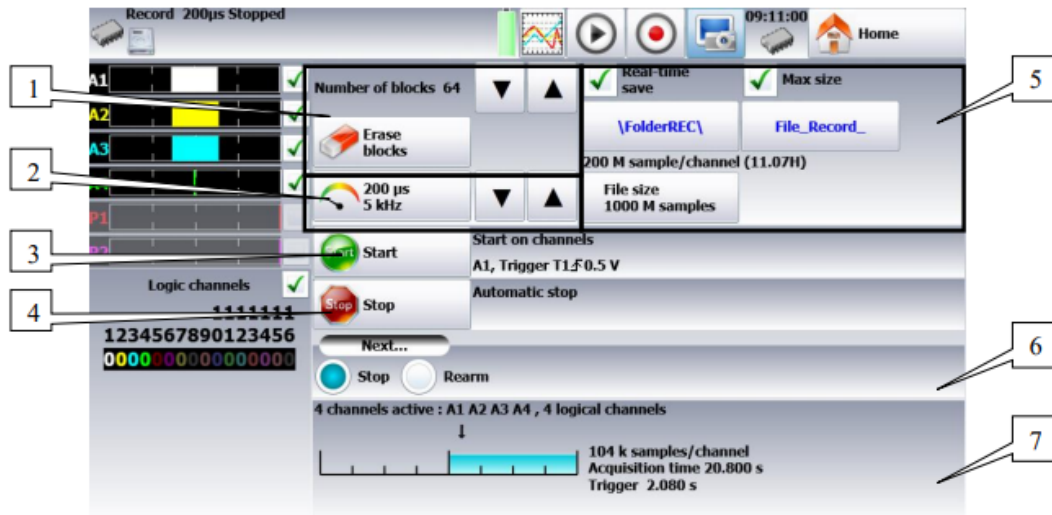 Record 200µs Stopped
09:11:00
Home
1
2
3
4
5
6
7
A1
A2
A3
P1
Logic channels
1111111
1234567890123456
0000000000000000
Number of blocks 64
Erase
blocks
200 µs
5 kHz
Real-time
save
Max size
\FolderREC\
File_Record_
200 M sample/channel (11.07H)
File size
1000 M samples
Start
Start
Start on channels
A1, Trigger T1 0.5 V
Stop
Stop
Automatic stop
Next...
Stop
Rearm
4 channels active : A1 A2 A3 A4 , 4 logical channels
104 k samples/channel
Acquisition time 20.800 s
Trigger 2.080 s